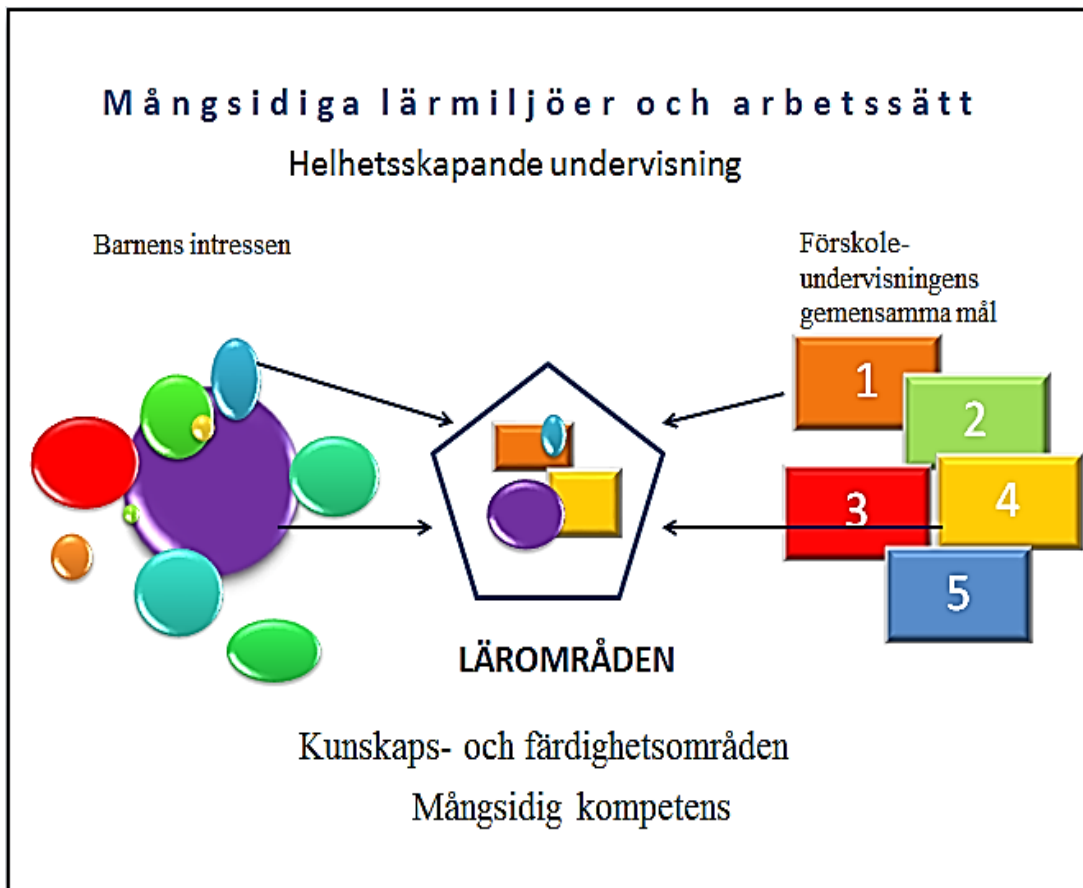 Mångsidiga lärmiljöer och arbetssätt
Helhetsskapande undervisning
Barnens intressen
Förskole-
undervisningens
gemensamma mål
1
2
3
4
5
LÄROMRÅDEN
Kunskaps- och färdighetsområden
Mångsidig kompetens